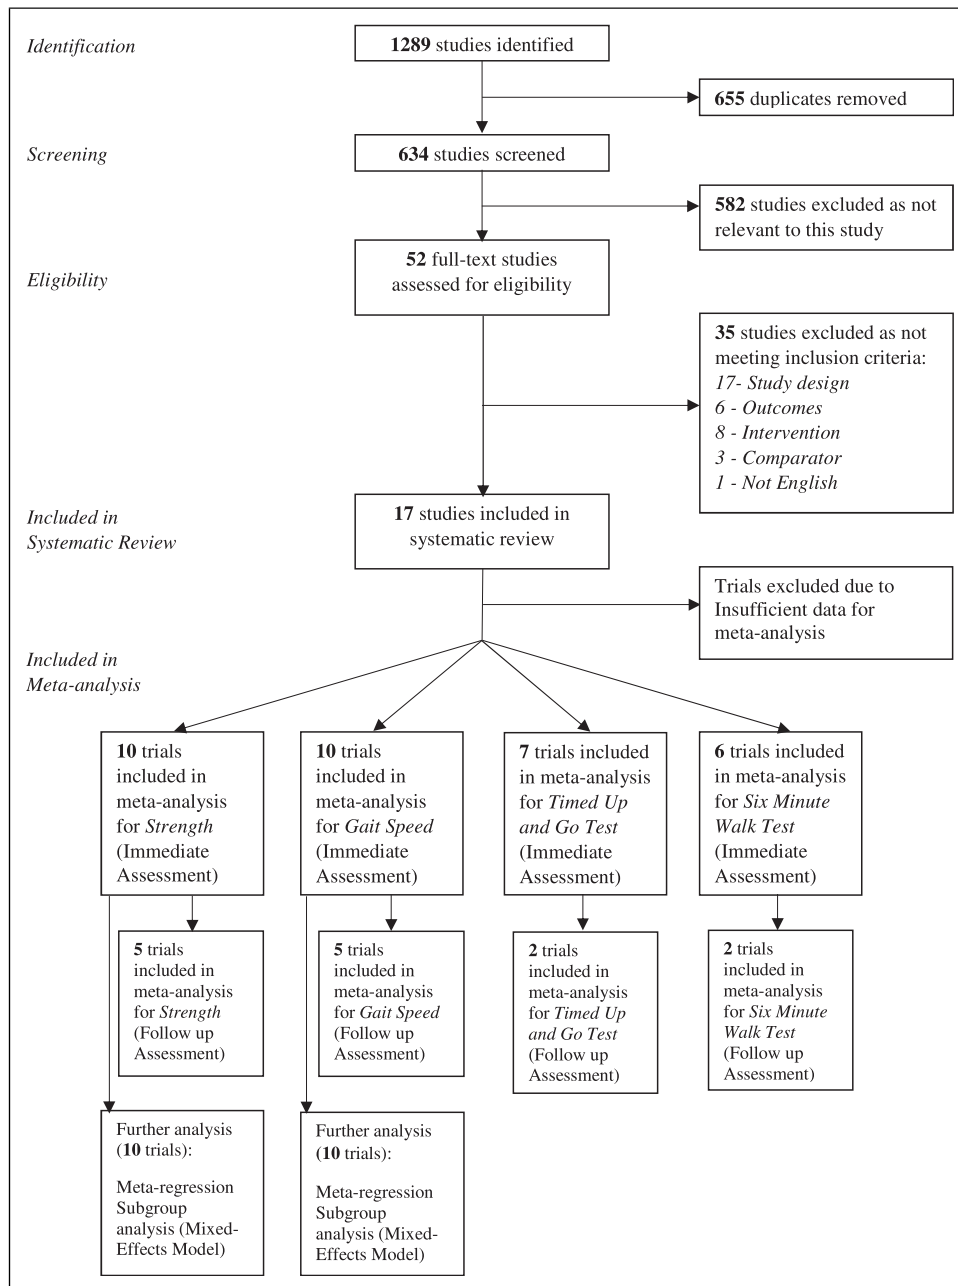 Identification
1289 studies identified
655 duplicates removed
Screening
634 studies screened
582 studies excluded as not
relevant to this study
Eligibility
52 full-text studies
assessed for eligibility
35 studies excluded as not
meeting inclusion criteria:
17- Study design
6 - Outcomes
8 - Intervention
3 - Comparator
1 - Not English
Included in
Systematic Review
17 studies included in
systematic review
Trials excluded due to
Insufficient data for
meta-analysis
Included in
Meta-analysis
10 trials
included in
meta-analysis
for Strength
(Immediate
Assessment)
10 trials
included in
meta-analysis
for Gait Speed
(Immediate
Assessment)
7 trials included
in meta-analysis
for Timed Up
and Go Test
(Immediate
Assessment)
6 trials included
in meta-analysis
for Six Minute
Walk Test
(Immediate
Assessment)
5 trials
included in
meta-analysis
for Strength
(Follow up
Assessment)
5 trials
included in
meta-analysis
for Gait Speed
(Follow up
Assessment)
2 trials
included in
meta-analysis
for Timed Up
and Go Test
(Follow up
Assessment)
2 trials
included in
meta-analysis
for Six Minute
Walk Test
(Follow up
Assessment)
Further analysis
(10 trials):
Meta-regression
Subgroup
analysis (Mixed-
Effects Model)
Further analysis
(10 trials):
Meta-regression
Subgroup
analysis (Mixed-
Effects Model)